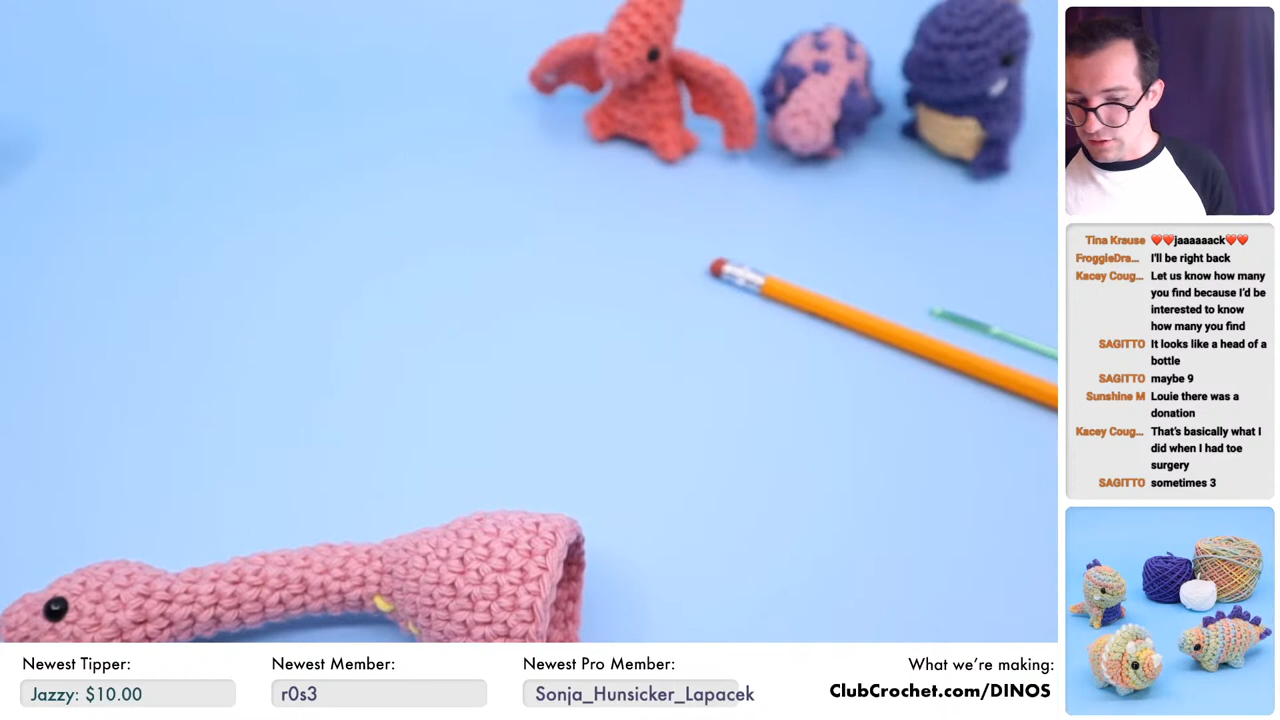 Tina Krause ❤️❤️jaaaaaack❤️❤️
FroggieDra... I'll be right back
Kacey Coug... Let us know how many
you find because I'd be
interested to know
how many you find
SAGITTO It looks like a head of a
bottle
SAGITTO maybe 9
Sunshine M Louie there was a
donation
Kacey Coug... That's basically what I
did when I had toe
surgery
SAGITTO sometimes 3
Newest Tipper:
Jazzy: $10.00
Newest Member:
r0s3
Newest Pro Member:
Sonja_Hunsicker_Lapacek
What we're making:
ClubCrochet.com/DINOS